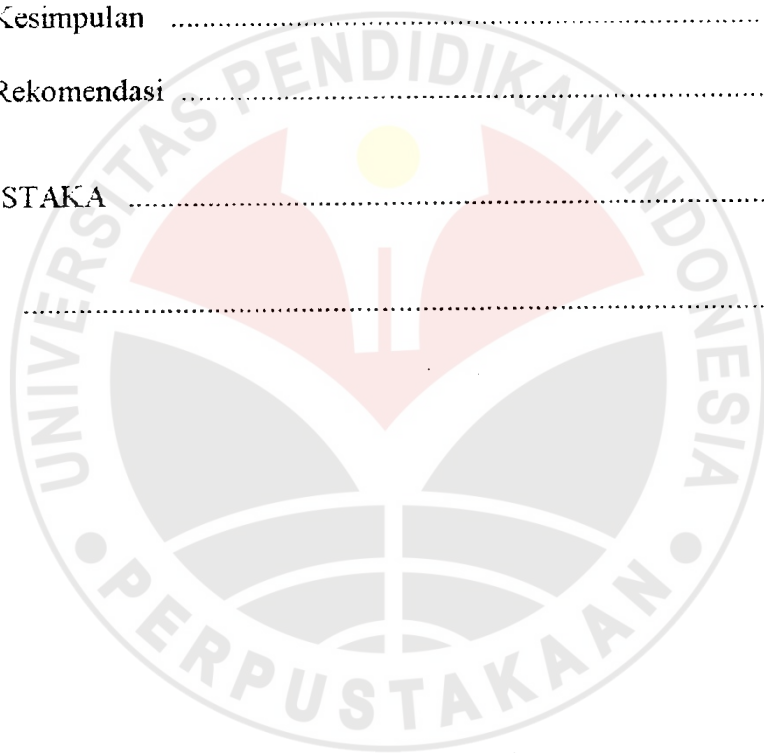 Kesimpulan ........................................................................
Rekomendasi ........................................................................
STAKA ........................................................................
........................................................................
UNIVERSITAS PENDIDIKAN INDONESIA
PERPUSTAKAAN